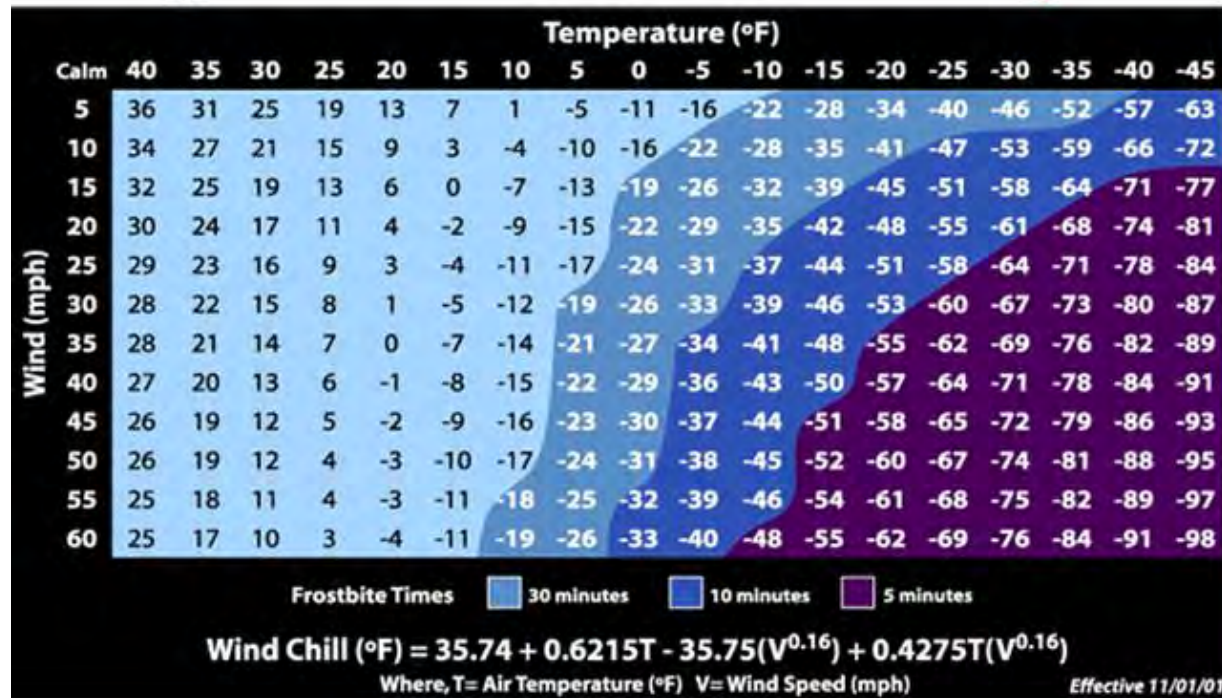 Temperature (°F)
Calm 40 35 30 25 20 15 10 5 0 -5 -10 -15 -20 -25 -30 -35 -40 -45
5 36 31 25 19 13 7 1 -5 -11 -16 -22 -28 -34 -40 -46 -52 -57 -63
10 34 27 21 15 9 3 -4 -10 -16 -22 -28 -35 -41 -47 -53 -59 -66 -72
15 32 25 19 13 6 0 -7 -13 -19 -26 -32 -39 -45 -51 -58 -64 -71 -77
20 30 24 17 11 4 -2 -9 -15 -22 -29 -35 -42 -48 -55 -61 -68 -74 -81
25 29 23 16 9 3 -4 -11 -17 -24 -31 -37 -44 -51 -58 -64 -71 -78 -84
30 28 22 15 8 1 -5 -12 -19 -26 -33 -39 -46 -53 -60 -67 -73 -80 -87
35 28 21 14 7 0 -7 -14 -21 -27 -34 -41 -48 -55 -62 -69 -76 -82 -89
40 27 20 13 6 -1 -8 -15 -22 -29 -36 -43 -50 -57 -64 -71 -78 -84 -91
45 26 19 12 5 -2 -9 -16 -23 -30 -37 -44 -51 -58 -65 -72 -79 -86 -93
50 26 19 12 4 -3 -10 -17 -24 -31 -38 -45 -52 -60 -67 -74 -81 -88 -95
55 25 18 11 4 -3 -11 -18 -25 -32 -39 -46 -54 -61 -68 -75 -82 -89 -97
60 25 17 10 3 -4 -11 -19 -26 -33 -40 -48 -55 -62 -69 -76 -84 -91 -98
Wind (mph)
Frostbite Times 30 minutes 10 minutes 5 minutes
Wind Chill (°F) = 35.74 + 0.6215T - 35.75(V^0.16) + 0.4275T(V^0.16)
Where, T= Air Temperature (°F) V= Wind Speed (mph) Effective 11/01/01